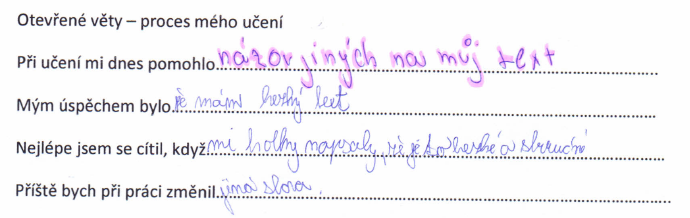 Otevřené věty – proces mého učení
Při učení mi dnes pomohlo názor jiných na můj text
Mým úspěchem bylo že mám hezký text
Nejlépe jsem se cítil, když mi holky napsaly, že je to hezké a stručné
Příště bych při práci změnil jiná slova.